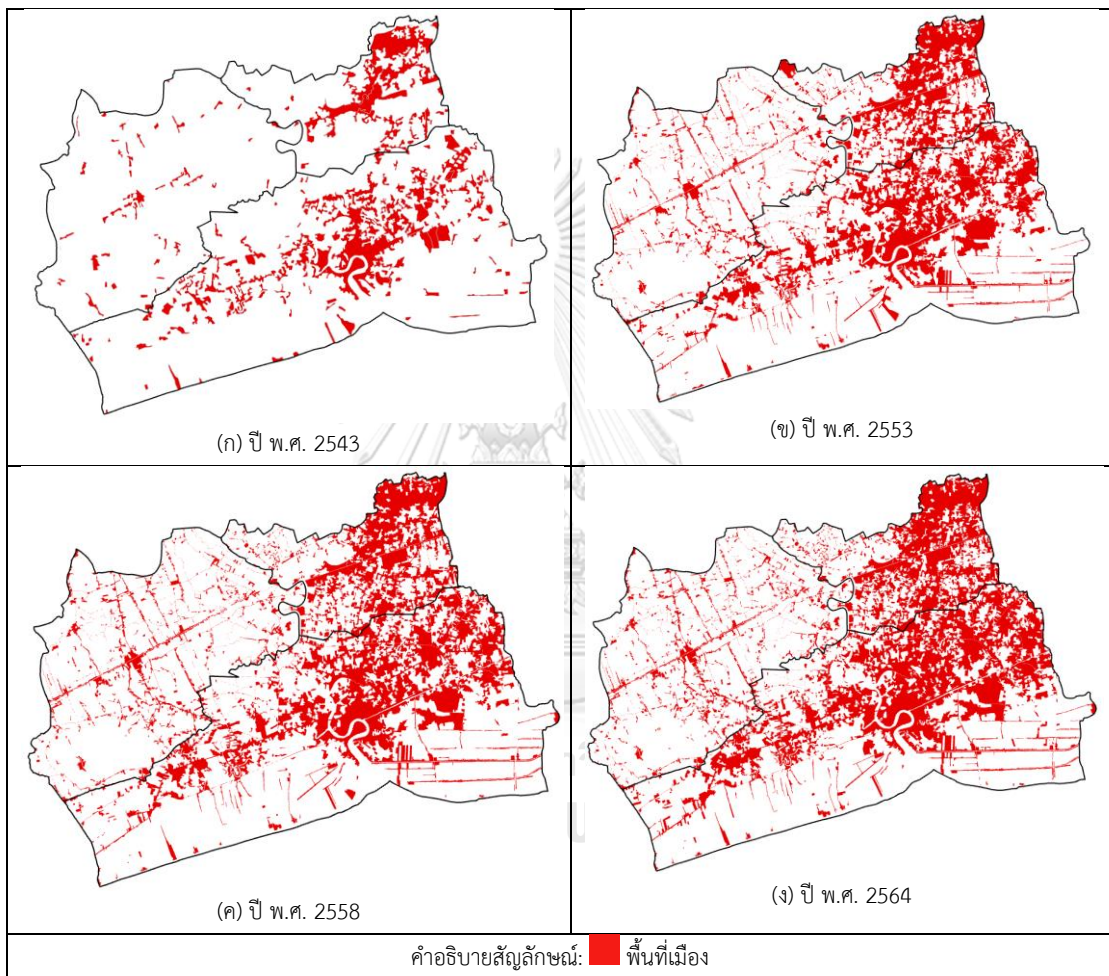 (ก) ปี พ.ศ. 2543
(ข) ปี พ.ศ. 2553
(ค) ปี พ.ศ. 2558
(ง) ปี พ.ศ. 2564
คำอธิบายสัญลักษณ์: พื้นที่เมือง